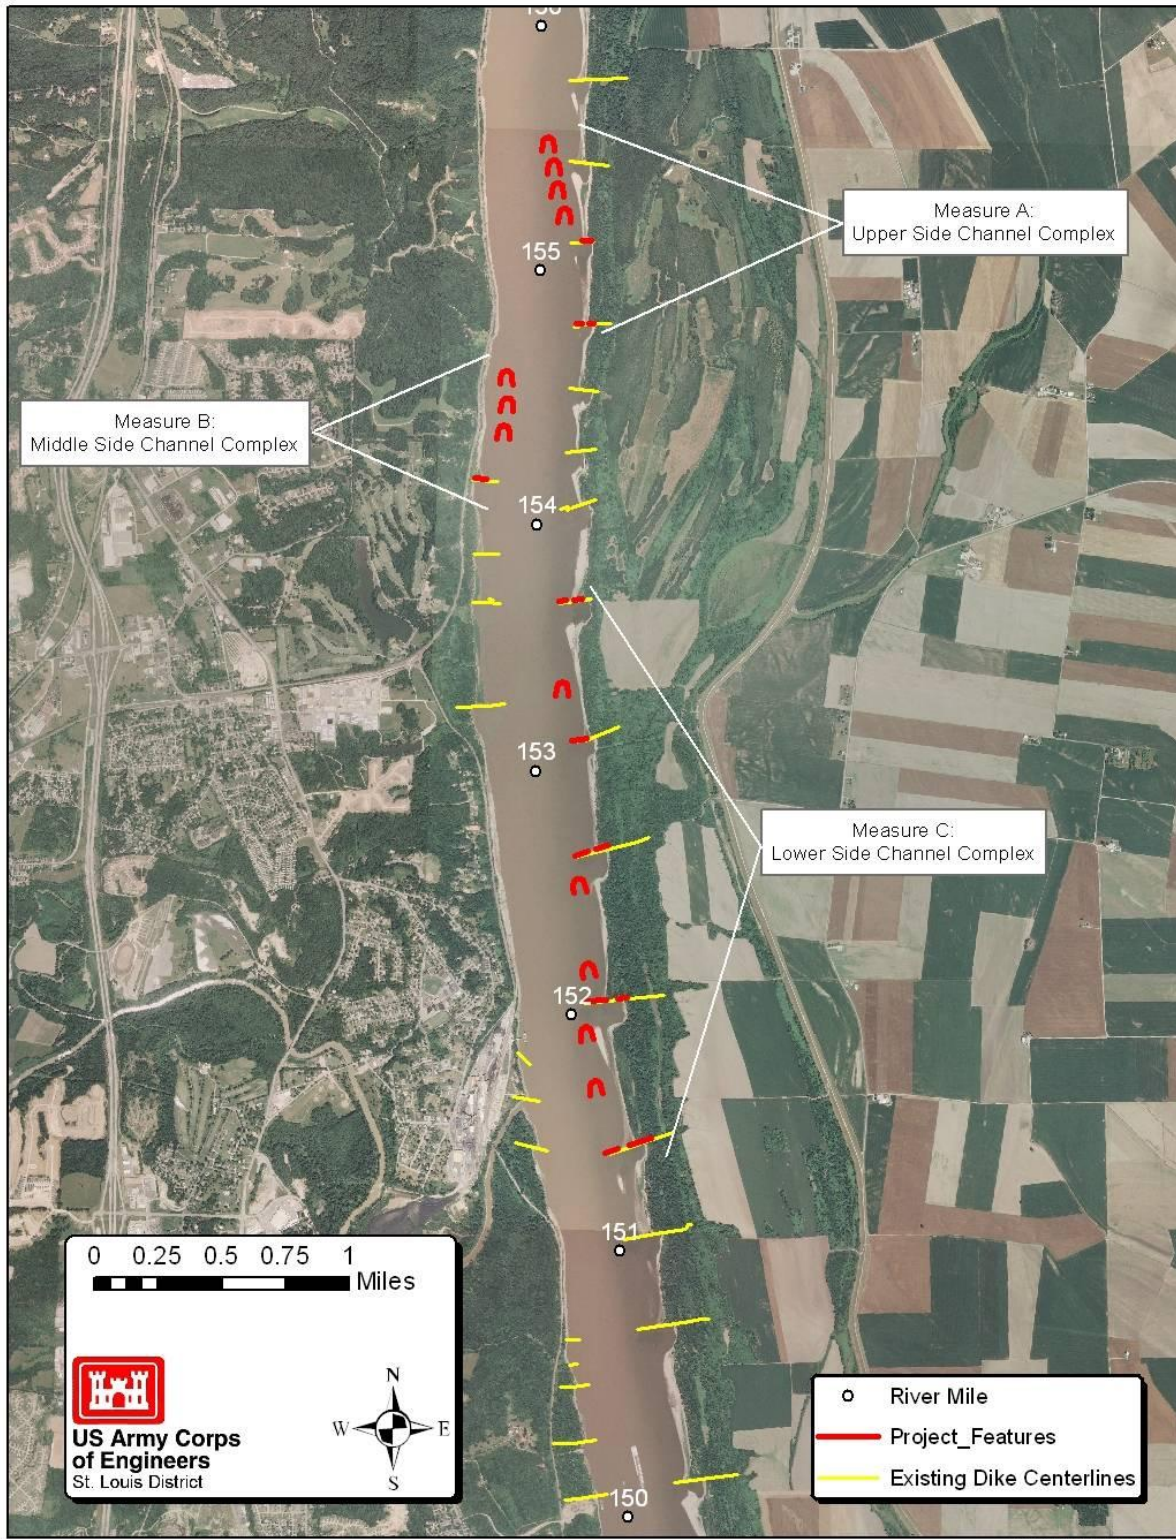 155
Measure A:
Upper Side Channel Complex
Measure B:
Middle Side Channel Complex
154
153
Measure C:
Lower Side Channel Complex
152
151
0 0.25 0.5 0.75 1
Miles
US Army Corps
of Engineers
St. Louis District
N
W E
S
River Mile
Project_Features
Existing Dike Centerlines
150